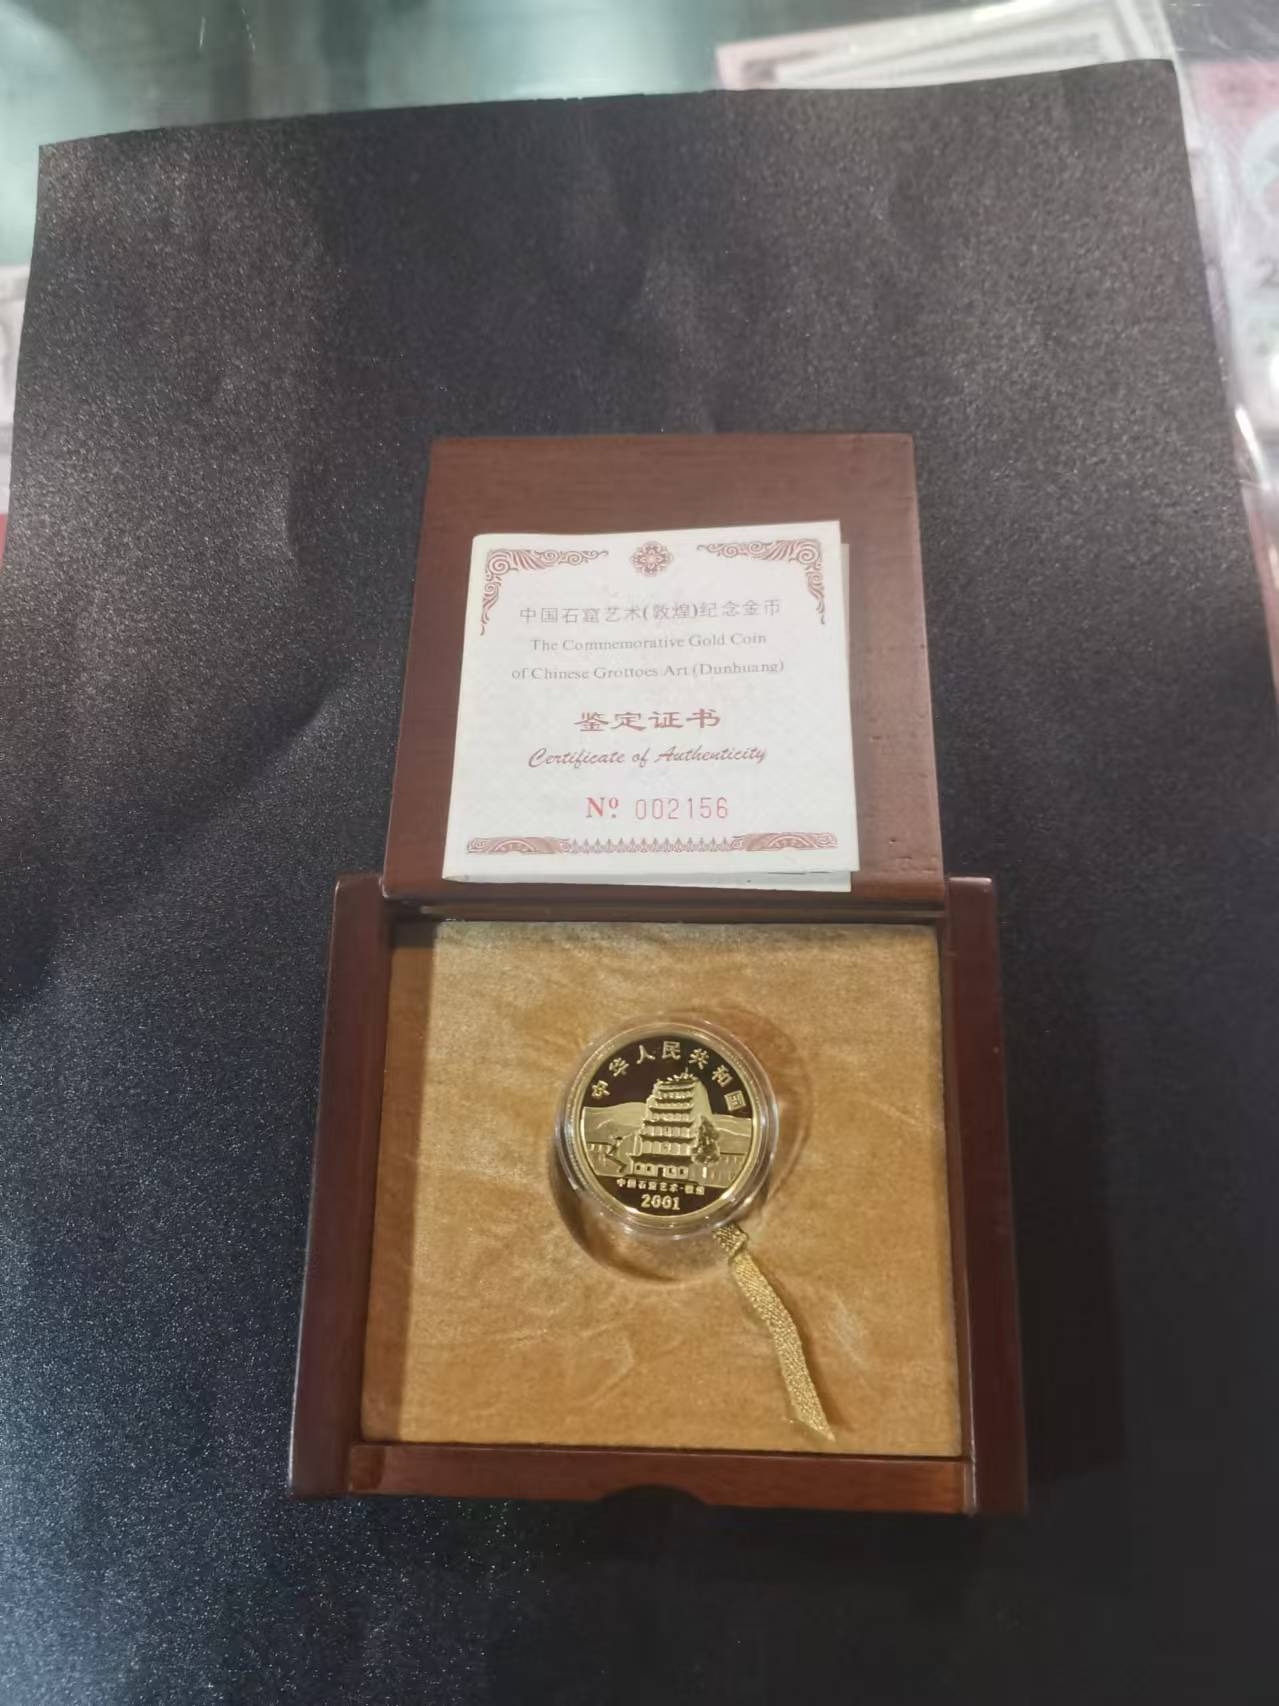 中国石窟艺术(敦煌)纪念金币
The Commemorative Gold Coin
of Chinese Grottoes Art (Dunhuang)
鉴定证书
Certificate of Authenticity
Nº 002156
中华人民共和国
中国石窟艺术·敦煌
2001